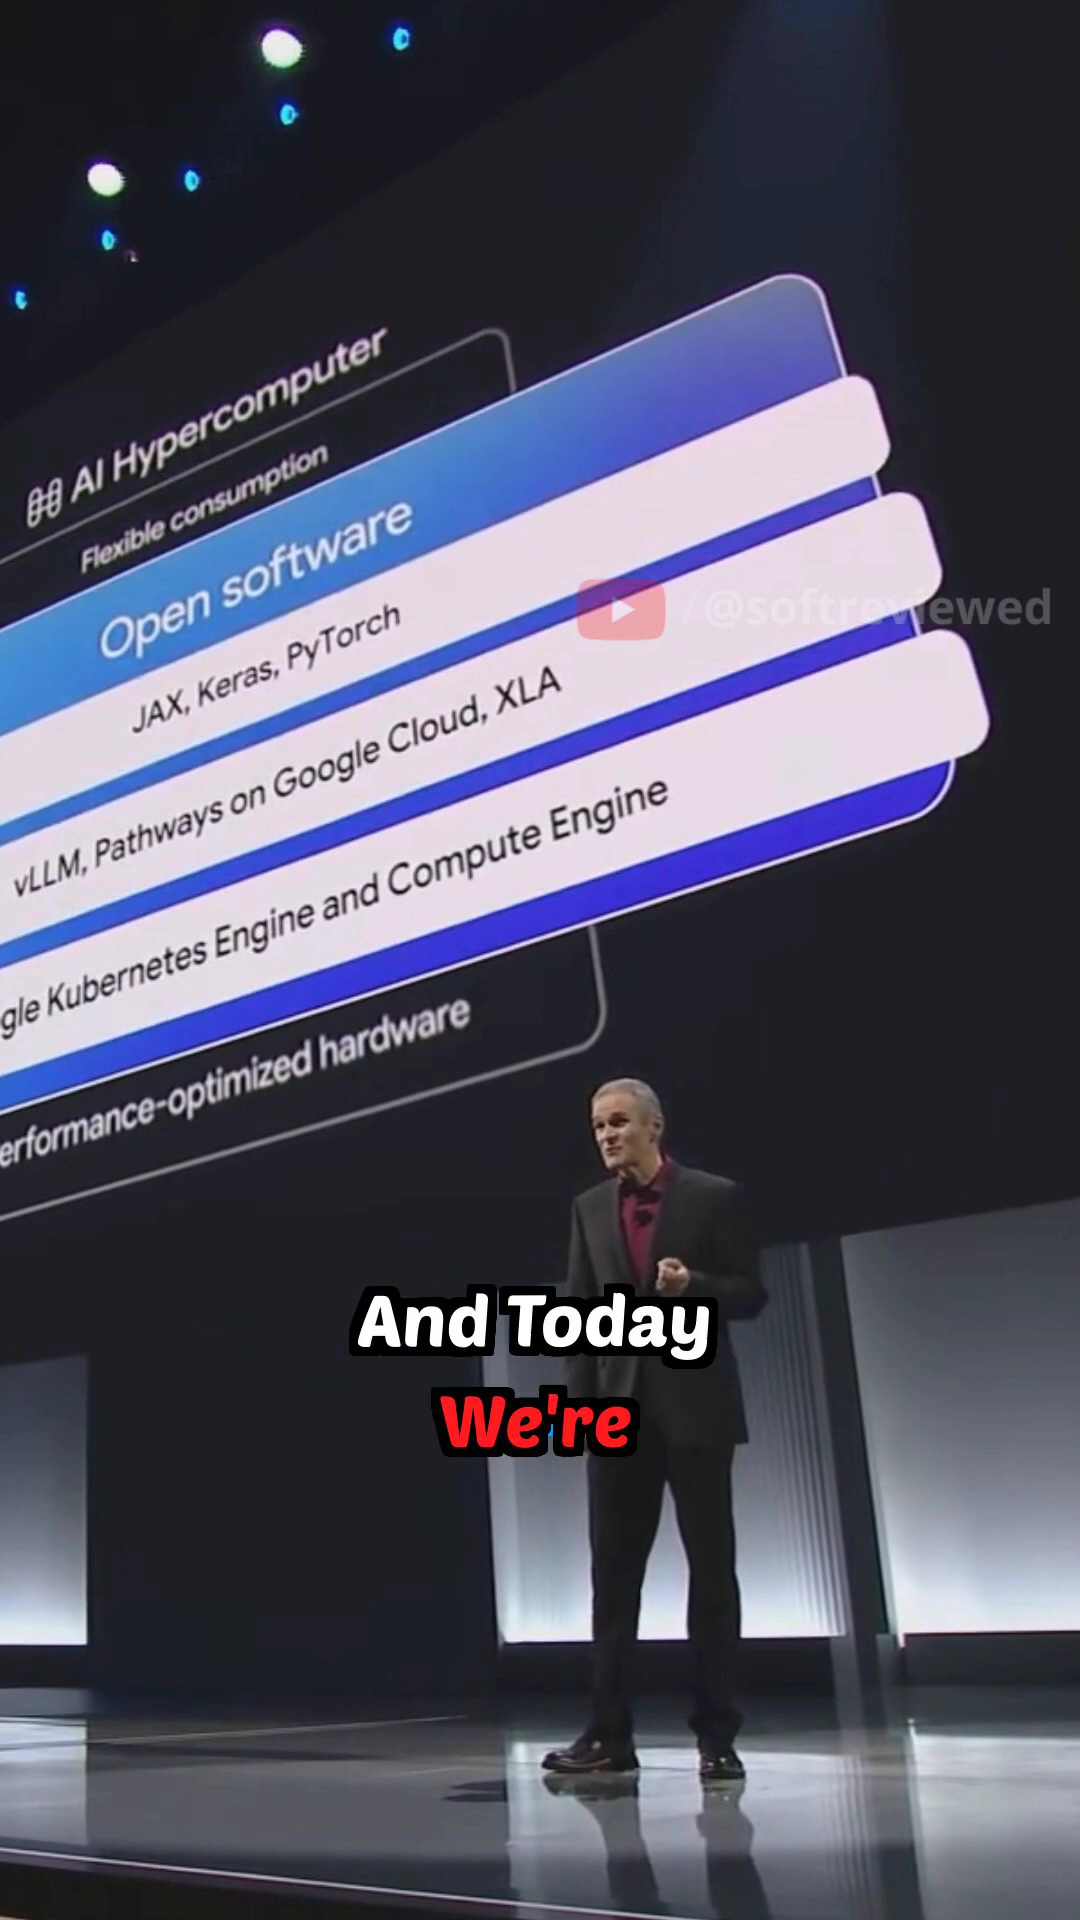 AI Hypercomputer
Flexible consumption
Open software
JAX, Keras, PyTorch
/@softreviewed
vLLM, Pathways on Google Cloud, XLA
gle Kubernetes Engine and Compute Engine
erformance-optimized hardware
And Today
We're